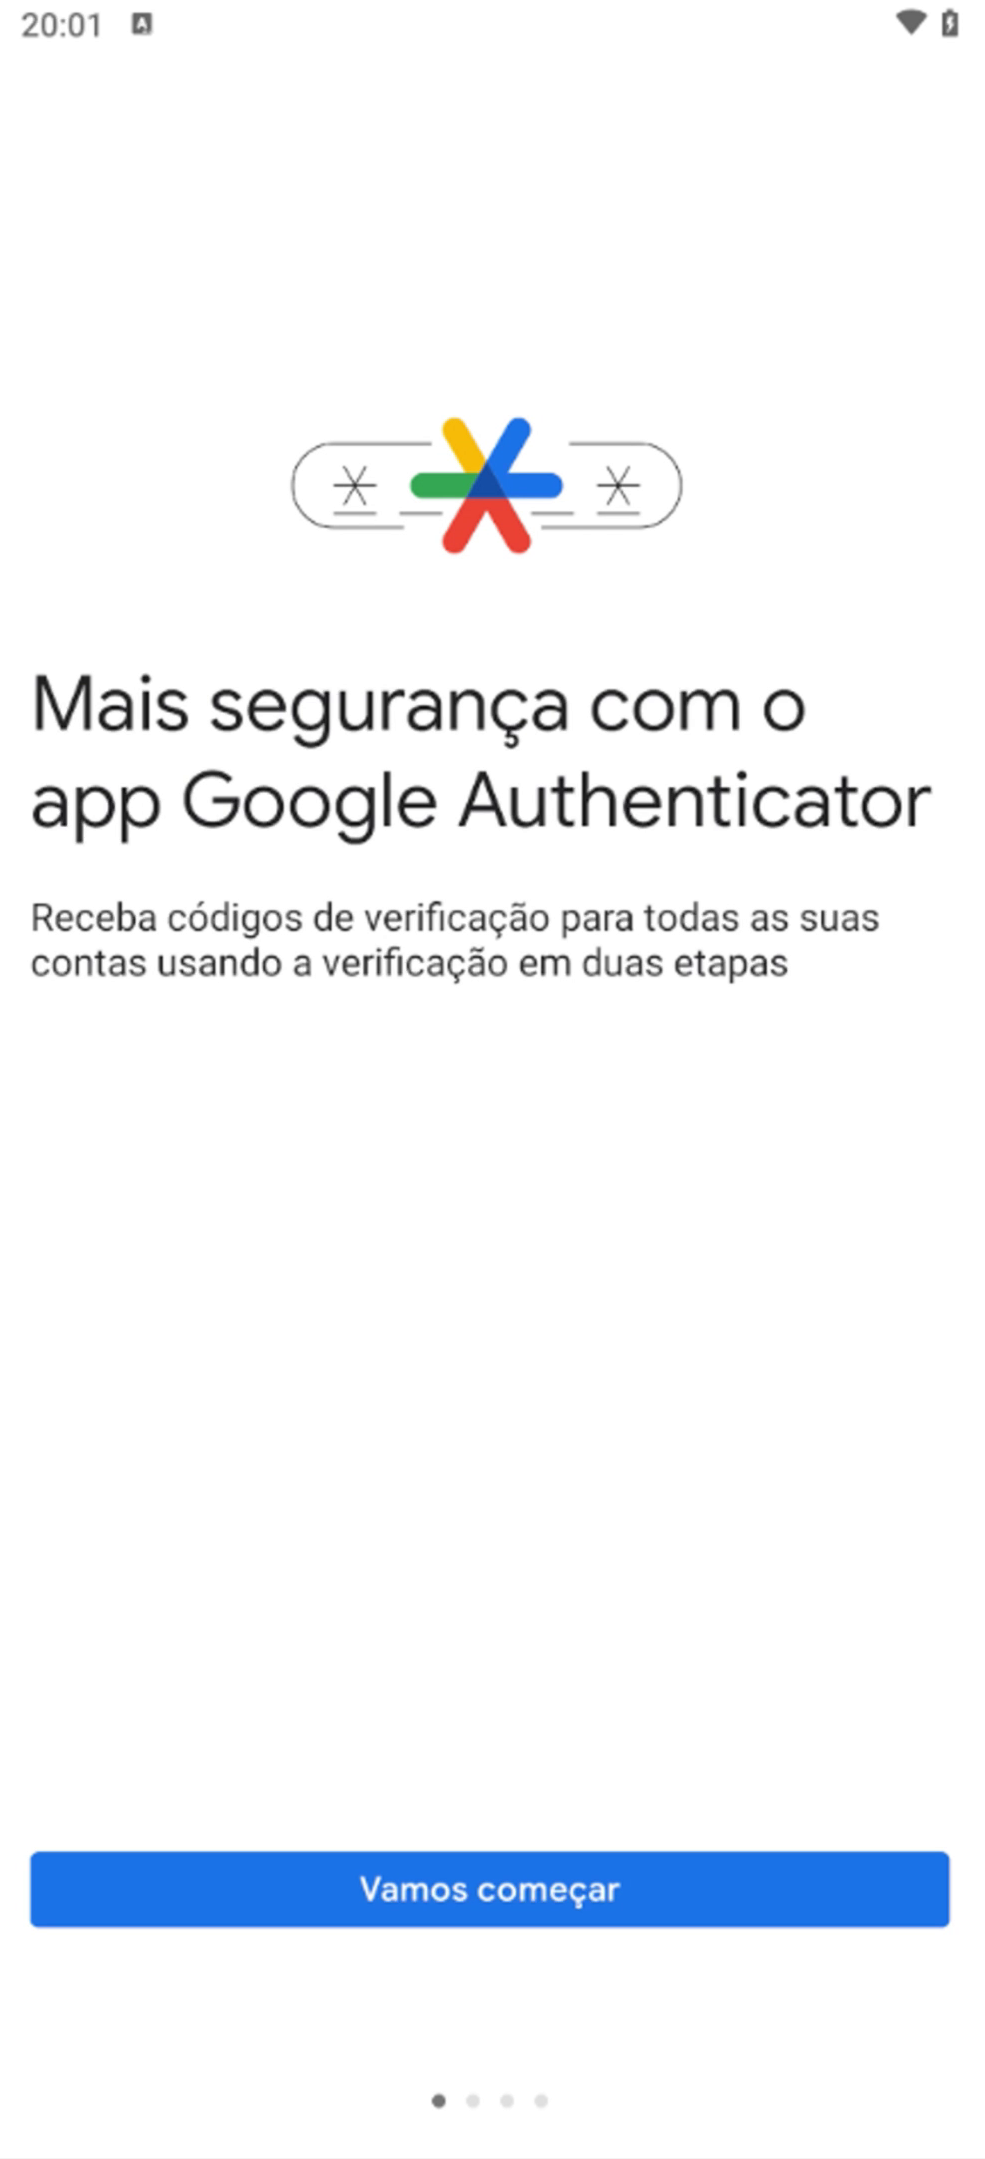 20:01
Mais segurança com o
app Google Authenticator
Receba códigos de verificação para todas as suas
contas usando a verificação em duas etapas
Vamos começar